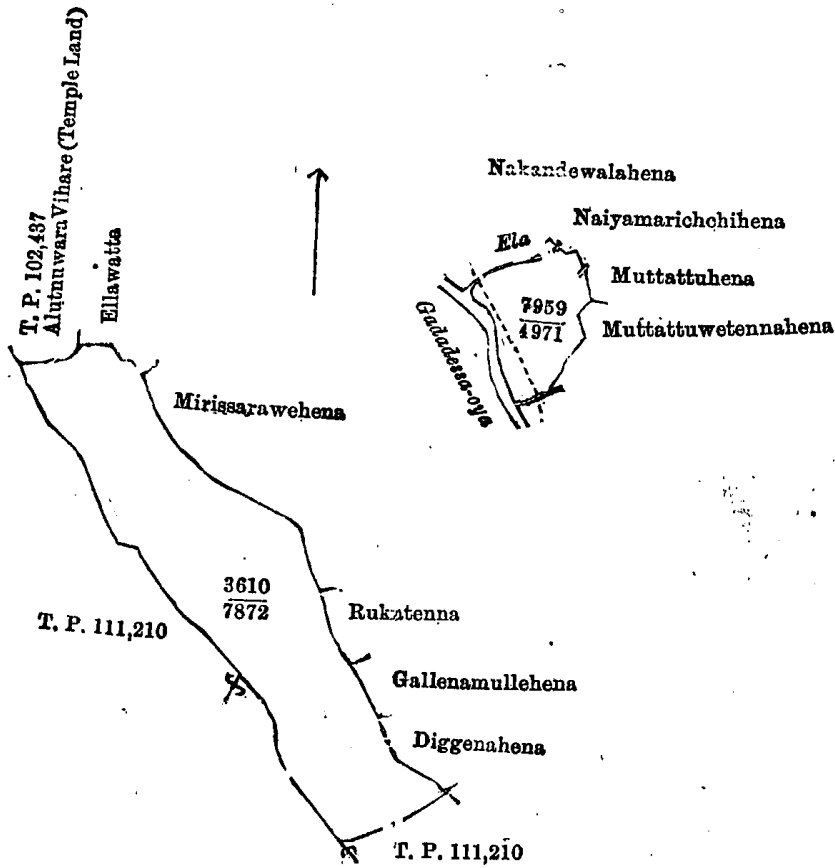 T. P. 102,437
Alutnuwara Vihare (Temple Land)
Ellawatta
Nakandewalahena
Naiyamarichchihena
Ela
Muttattuhena
7959
4971
Muttattuwetennahena
Gadadessa-oya
Mirissarawehena
3610
7872
Rukatenna
T. P. 111,210
Gallenamullehena
Diggenahena
T. P. 111,210